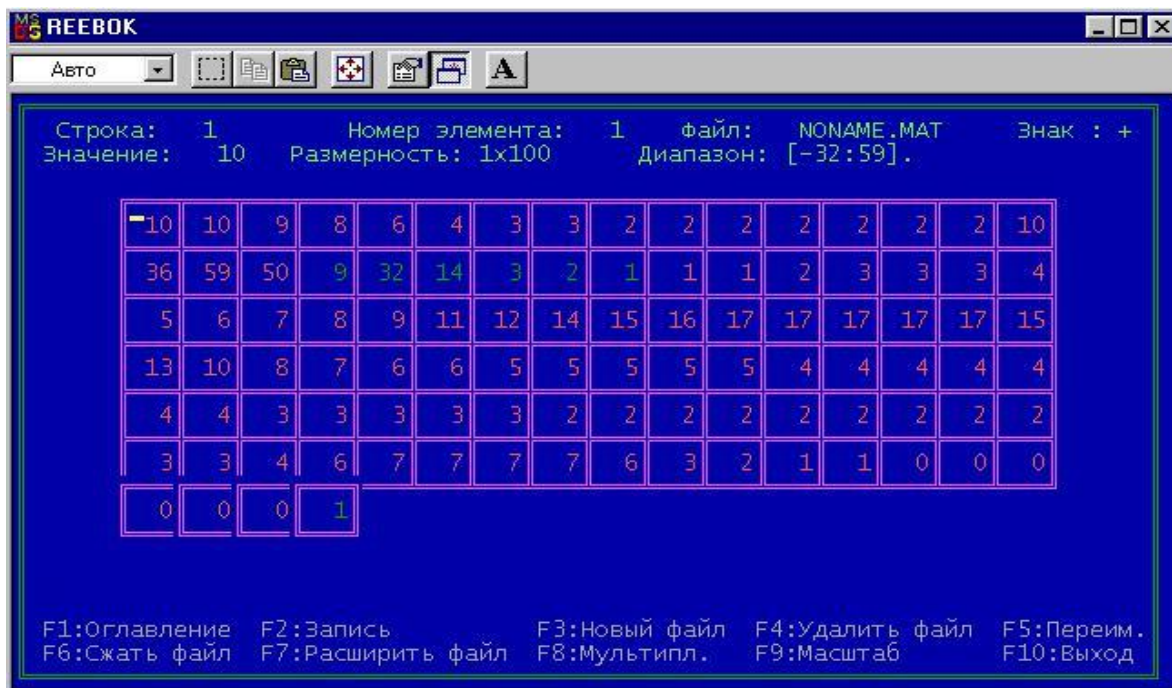 MS DOS REEBOK
Авто A
Строка: 1 Номер элемента: 1 Файл: NONAME.MAT Знак : +
Значение: 10 Размерность: 1x100 Диапазон: [-32:59].
10 10 9 8 6 4 3 3 2 2 2 2 2 2 2 10
36 59 50 9 32 14 3 2 1 1 1 2 3 3 3 4
5 6 7 8 9 11 12 14 15 16 17 17 17 17 17 15
13 10 8 7 6 6 5 5 5 5 5 4 4 4 4 4
4 4 3 3 3 3 3 2 2 2 2 2 2 2 2 2
3 3 4 6 7 7 7 7 6 3 2 1 1 0 0 0
0 0 0 1
F1:Оглавление F2:Запись F3:Новый файл F4:Удалить файл F5:Переим.
F6:Сжать файл F7:Расширить файл F8:Мультипл. F9:Масштаб F10:Выход